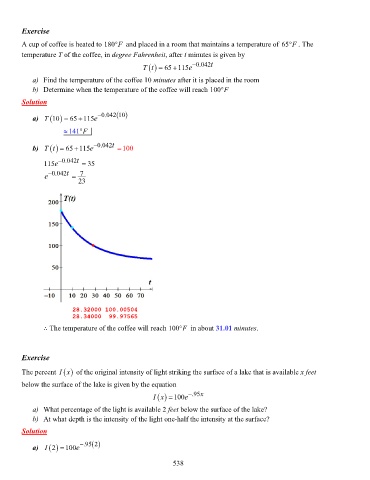 Exercise
A cup of coffee is heated to 180°F and placed in a room that maintains a temperature of 65°F . The
temperature T of the coffee, in degree Fahrenheit, after t minutes is given by
T(t) = 65 + 115e^−0.042t
a) Find the temperature of the coffee 10 minutes after it is placed in the room
b) Determine when the temperature of the coffee will reach 100°F
Solution
a) T(10) = 65 + 115e^−0.042(10)
≈ 141°F
b) T(t) = 65 + 115e^−0.042t = 100
115e^−0.042t = 35
e^−0.042t = 7/23
T(t)
200
150
100
50
t
−10 10 20 30 40 50 60 70
28.32000 100.00504
28.34000 99.97565
∴ The temperature of the coffee will reach 100°F in about 31.01 minutes.
Exercise
The percent I(x) of the original intensity of light striking the surface of a lake that is available x feet
below the surface of the lake is given by the equation
I(x) = 100e^−.95x
a) What percentage of the light is available 2 feet below the surface of the lake?
b) At what depth is the intensity of the light one-half the intensity at the surface?
Solution
a) I(2) = 100e^−.95(2)
538